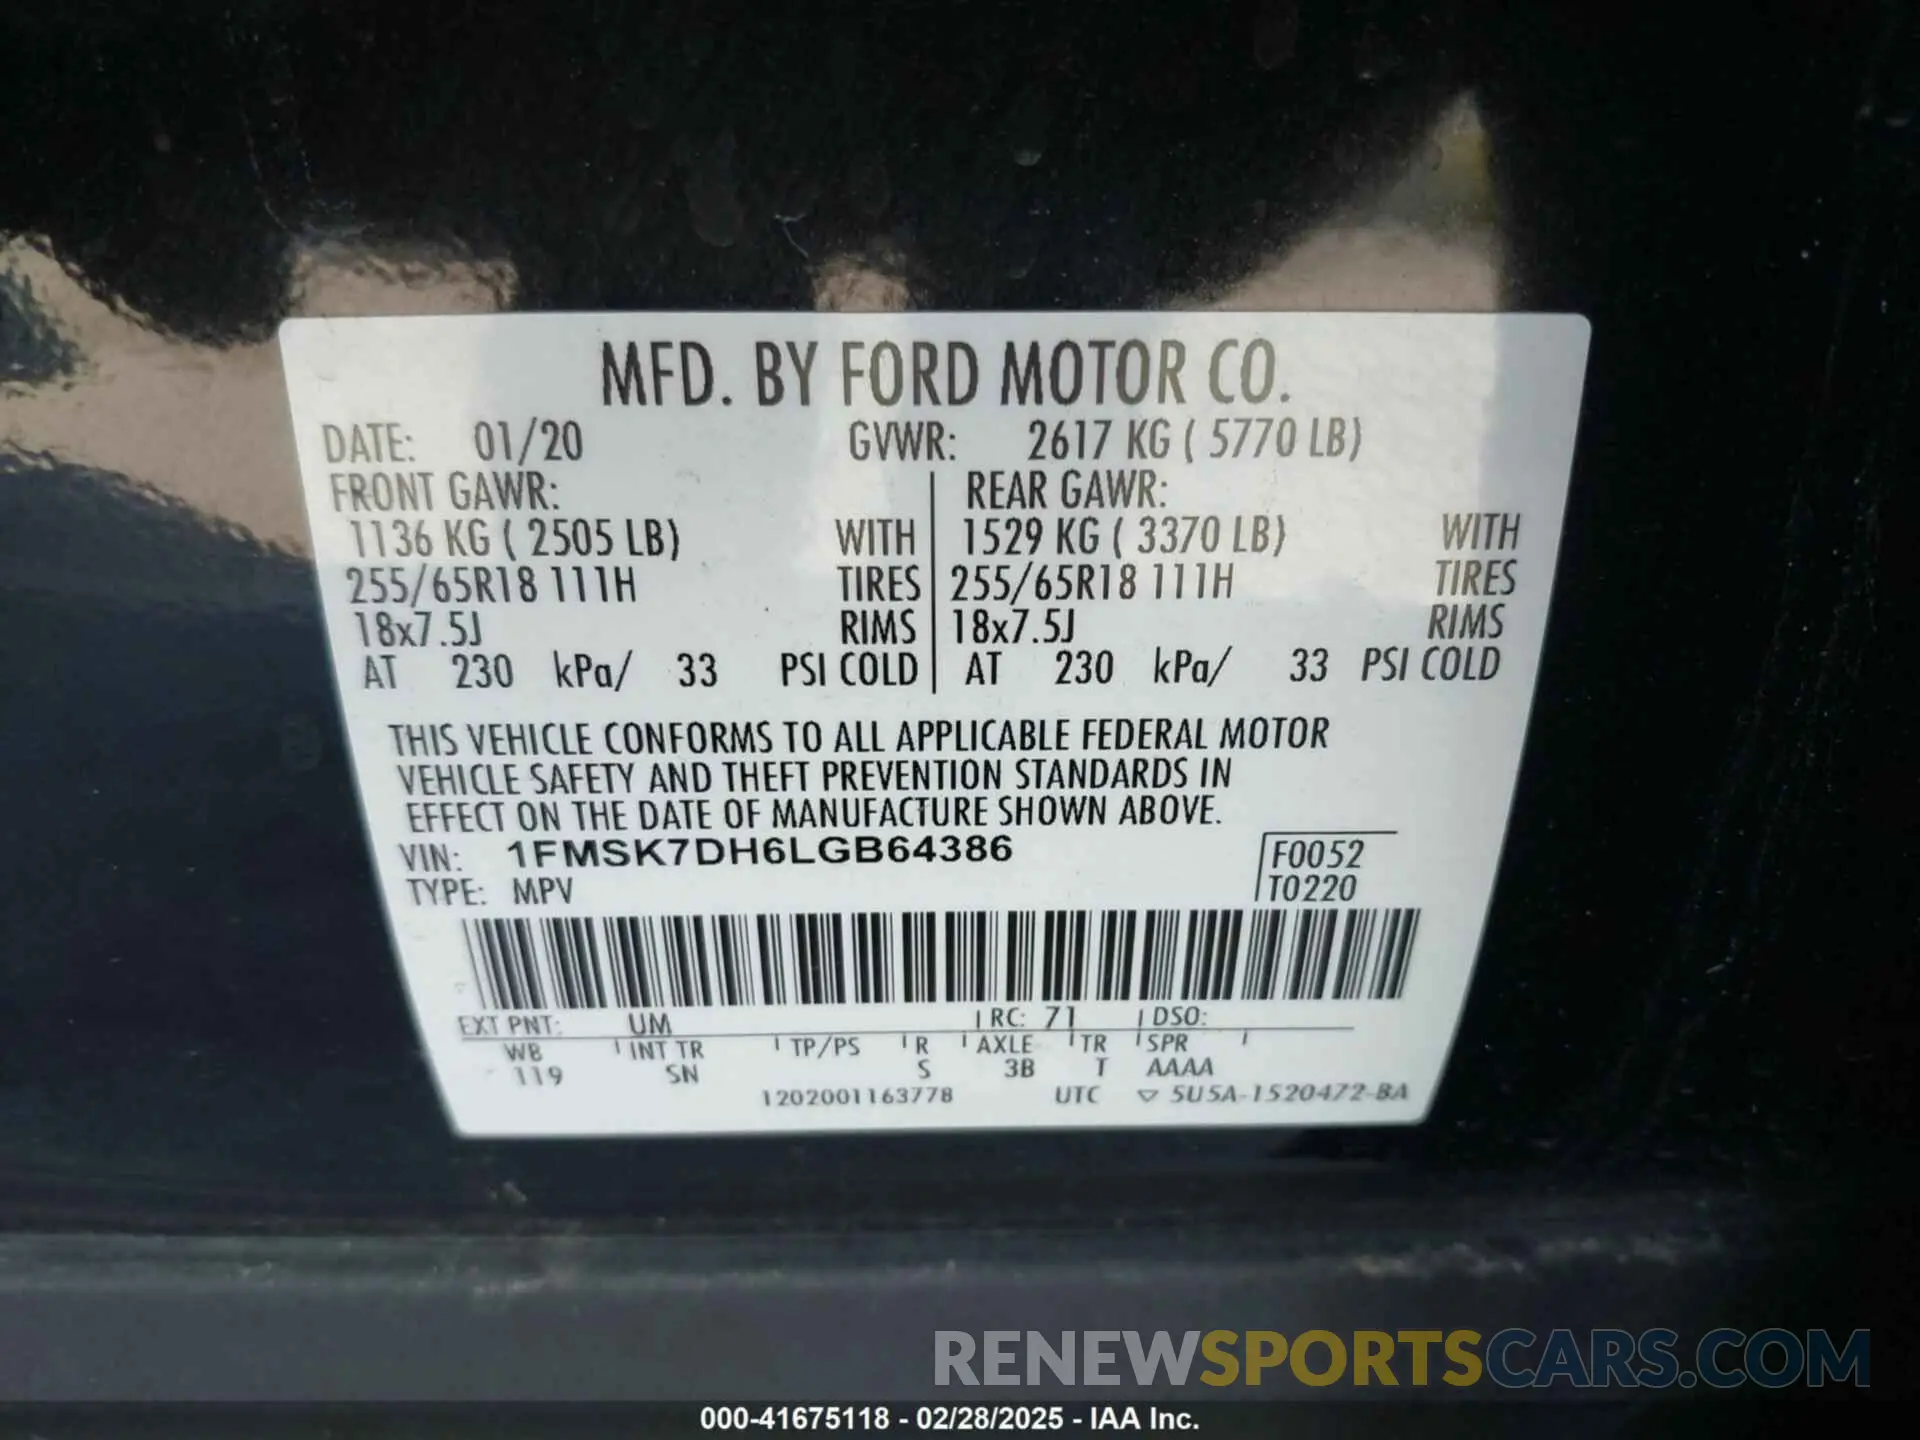 MFD. BY FORD MOTOR CO.
DATE: 01/20 GVWR: 2617 KG ( 5770 LB)
FRONT GAWR: REAR GAWR:
1136 KG ( 2505 LB) WITH 1529 KG ( 3370 LB) WITH
255/65R18 111H TIRES 255/65R18 111H TIRES
18x7.5J RIMS 18x7.5J RIMS
AT 230 kPa/ 33 PSI COLD AT 230 kPa/ 33 PSI COLD
THIS VEHICLE CONFORMS TO ALL APPLICABLE FEDERAL MOTOR
VEHICLE SAFETY AND THEFT PREVENTION STANDARDS IN
EFFECT ON THE DATE OF MANUFACTURE SHOWN ABOVE.
VIN: 1FMSK7DH6LGB64386 F0052
TYPE: MPV T0220
EXT PNT: UM RC: 71 DSO:
WB INT TR TP/PS R AXLE TR SPR
119 SN S 3B T AAAA
1202001163778 UTC ▽ 5U5A-1520472-BA
RENEWSPORTSCARS.COM
000-41675118 - 02/28/2025 - IAA Inc.